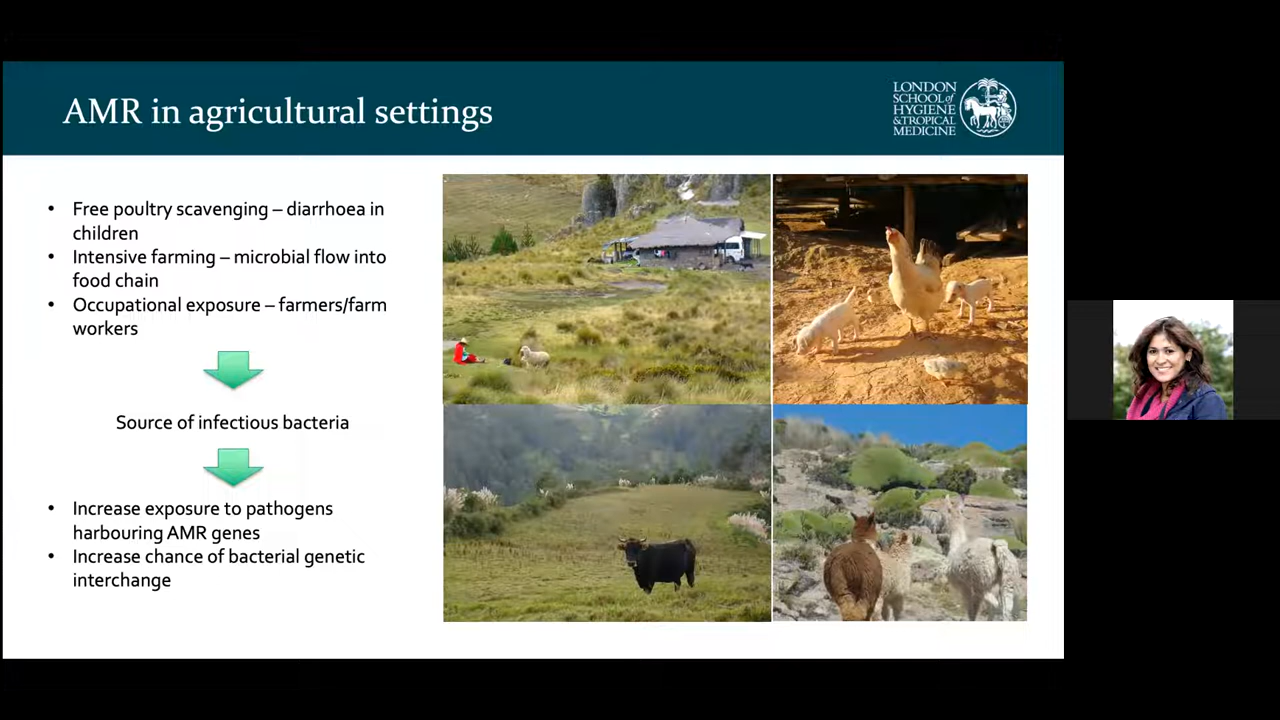 AMR in agricultural settings
LONDON
SCHOOL of
HYGIENE
& TROPICAL
MEDICINE
• Free poultry scavenging – diarrhoea in
children
• Intensive farming – microbial flow into
food chain
• Occupational exposure – farmers/farm
workers
Source of infectious bacteria
• Increase exposure to pathogens
harbouring AMR genes
• Increase chance of bacterial genetic
interchange